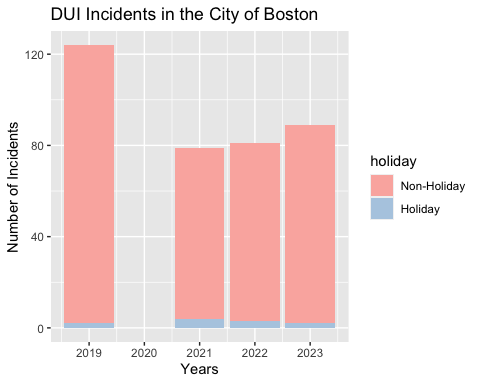 DUI Incidents in the City of Boston
120
80
40
0
Number of Incidents
2019 2020 2021 2022 2023
Years
holiday
Non-Holiday
Holiday